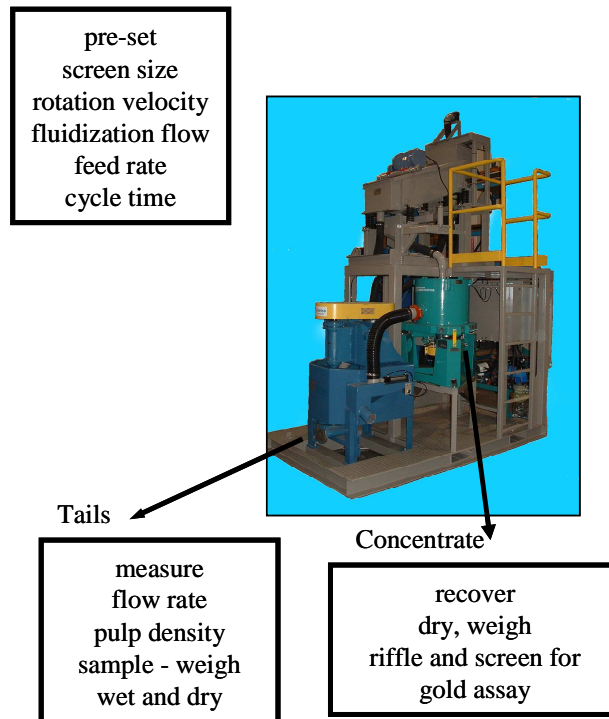 pre-set
screen size
rotation velocity
fluidization flow
feed rate
cycle time
Tails
measure
flow rate
pulp density
sample - weigh
wet and dry
Concentrate
recover
dry, weigh
riffle and screen for
gold assay